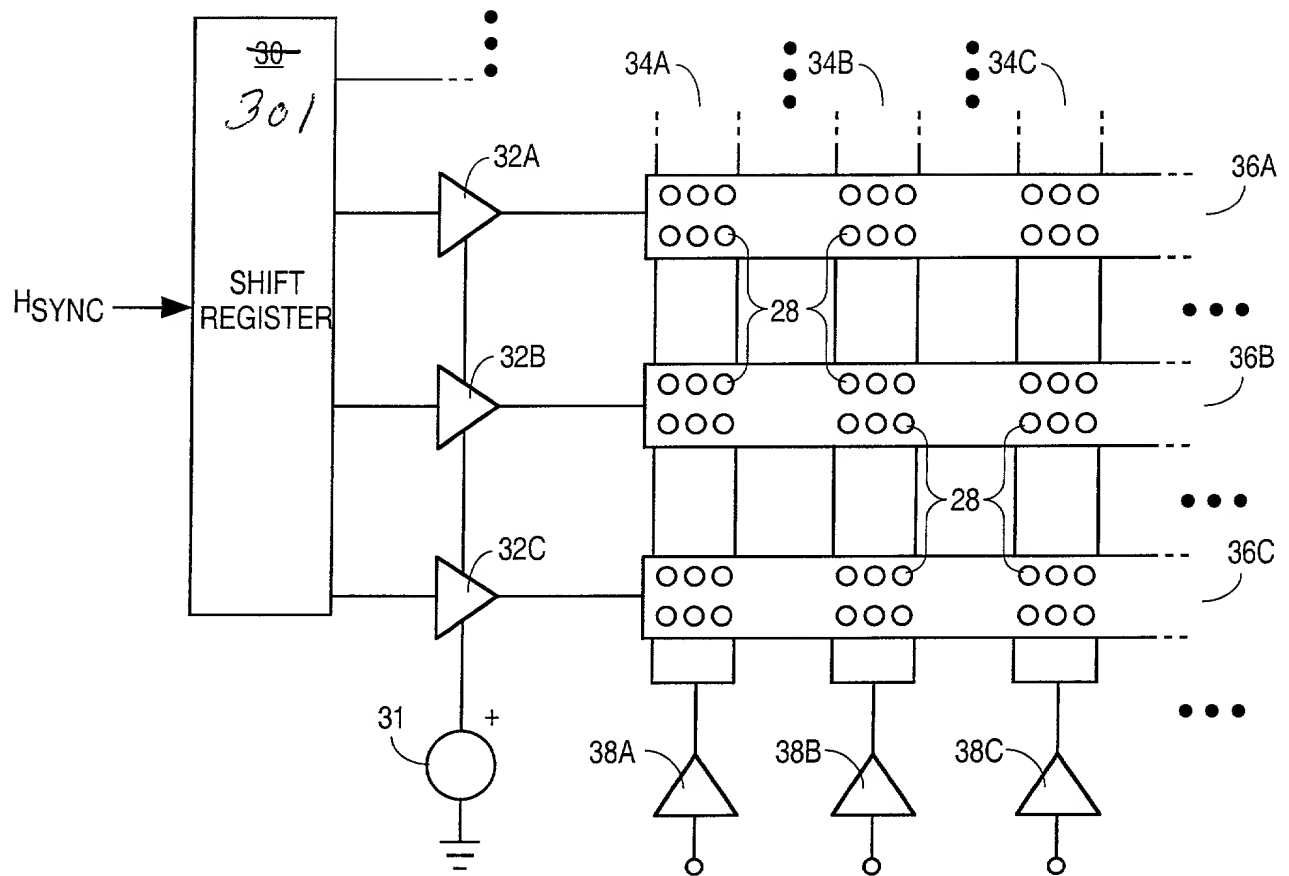 30
301
34A
34B
34C
32A
36A
SHIFT
REGISTER
HSYNC
28
32B
36B
28
32C
36C
31
+
38A
38B
38C